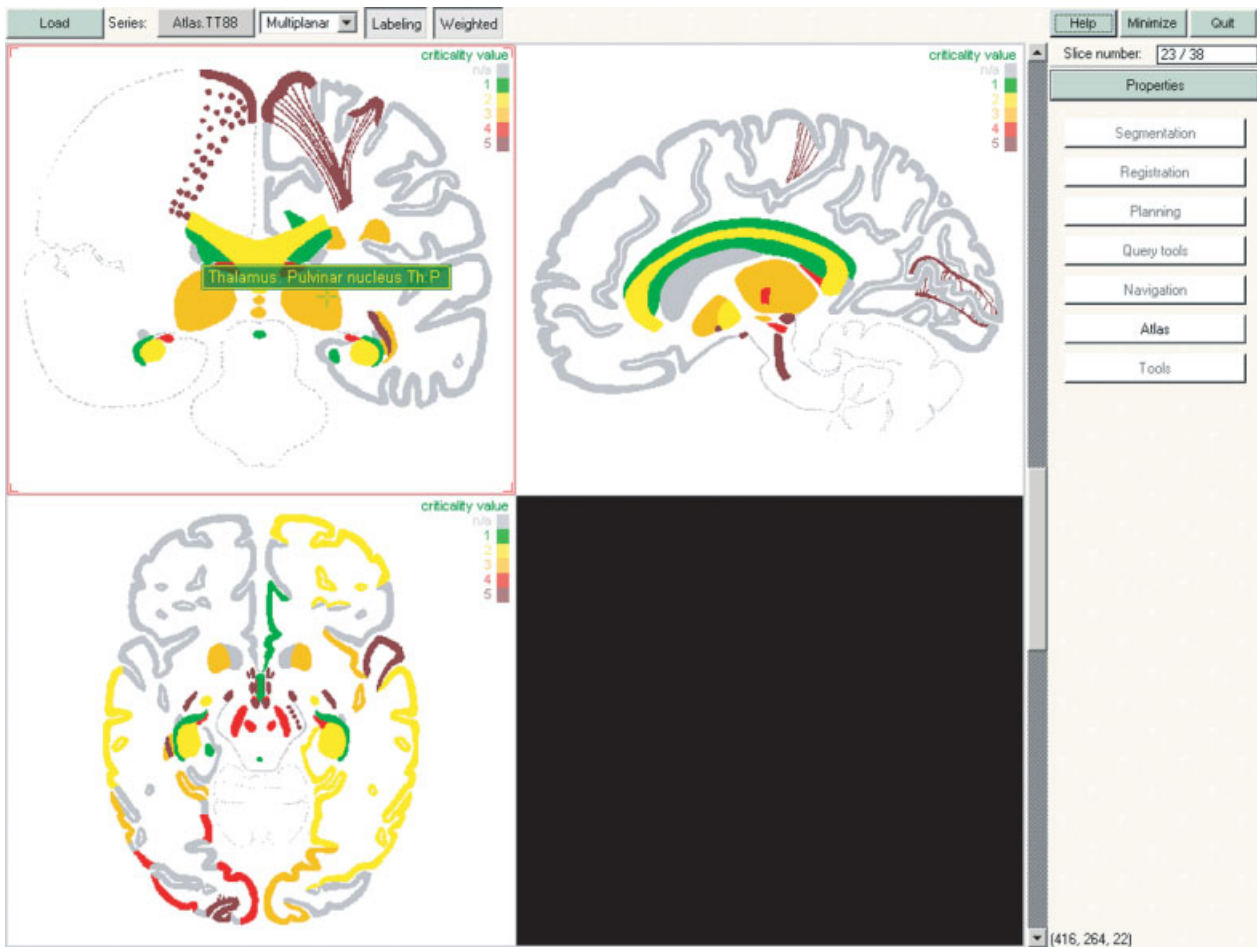 Load Series: Atlas.TT88 Multiplanar Labeling Weighted Help Minimize Quit
Slice number: 23 / 38
Properties
Segmentation
Registration
Planning
Query tools
Navigation
Atlas
Tools
criticality value
n/a
1
2
3
4
5
Thalamus: Pulvinar nucleus Th:P
criticality value
n/a
1
2
3
4
5
criticality value
n/a
1
2
3
4
5
(416, 264, 22)